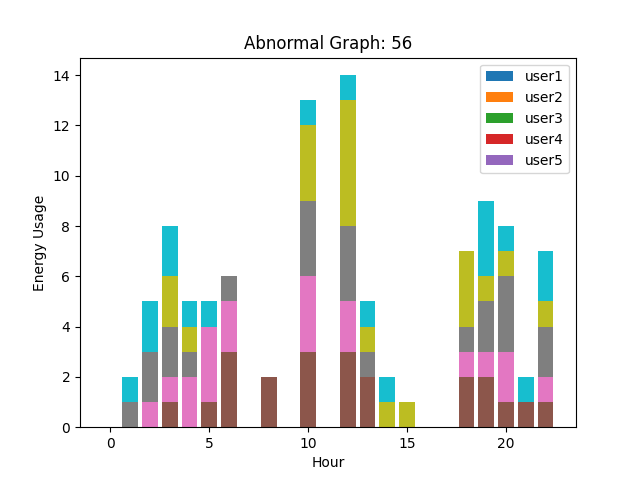 Abnormal Graph: 56
Energy Usage
14
12
10
8
6
4
2
0
user1
user2
user3
user4
user5
0 5 10 15 20
Hour